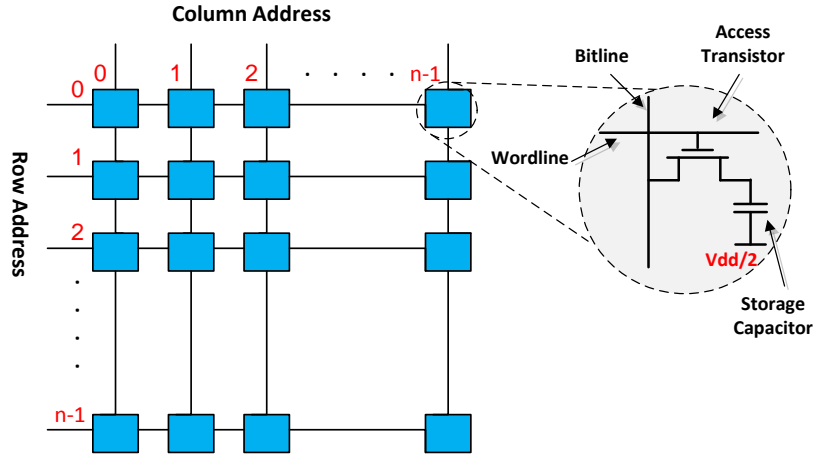 Column Address
0
1
2
. . . . .
n-1
0
1
2
.
.
.
.
n-1
Row Address
Bitline
Access
Transistor
Wordline
Vdd/2
Storage
Capacitor